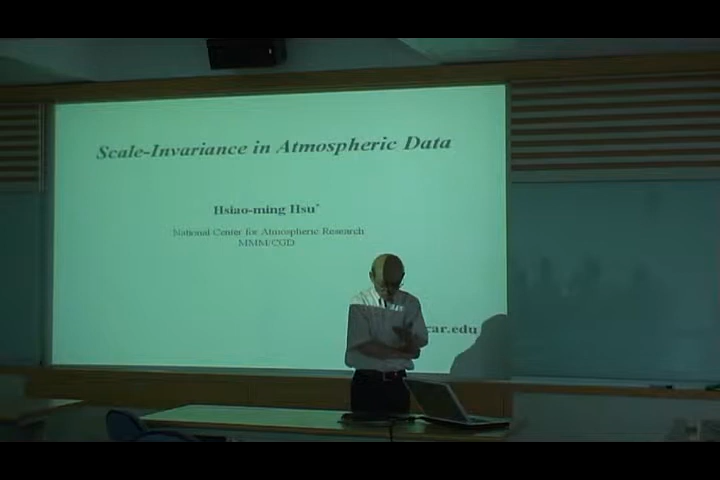 Scale-Invariance in Atmospheric Data
Hsiao-ming Hsu*
National Center for Atmospheric Research
MMM/CGD
car.edu